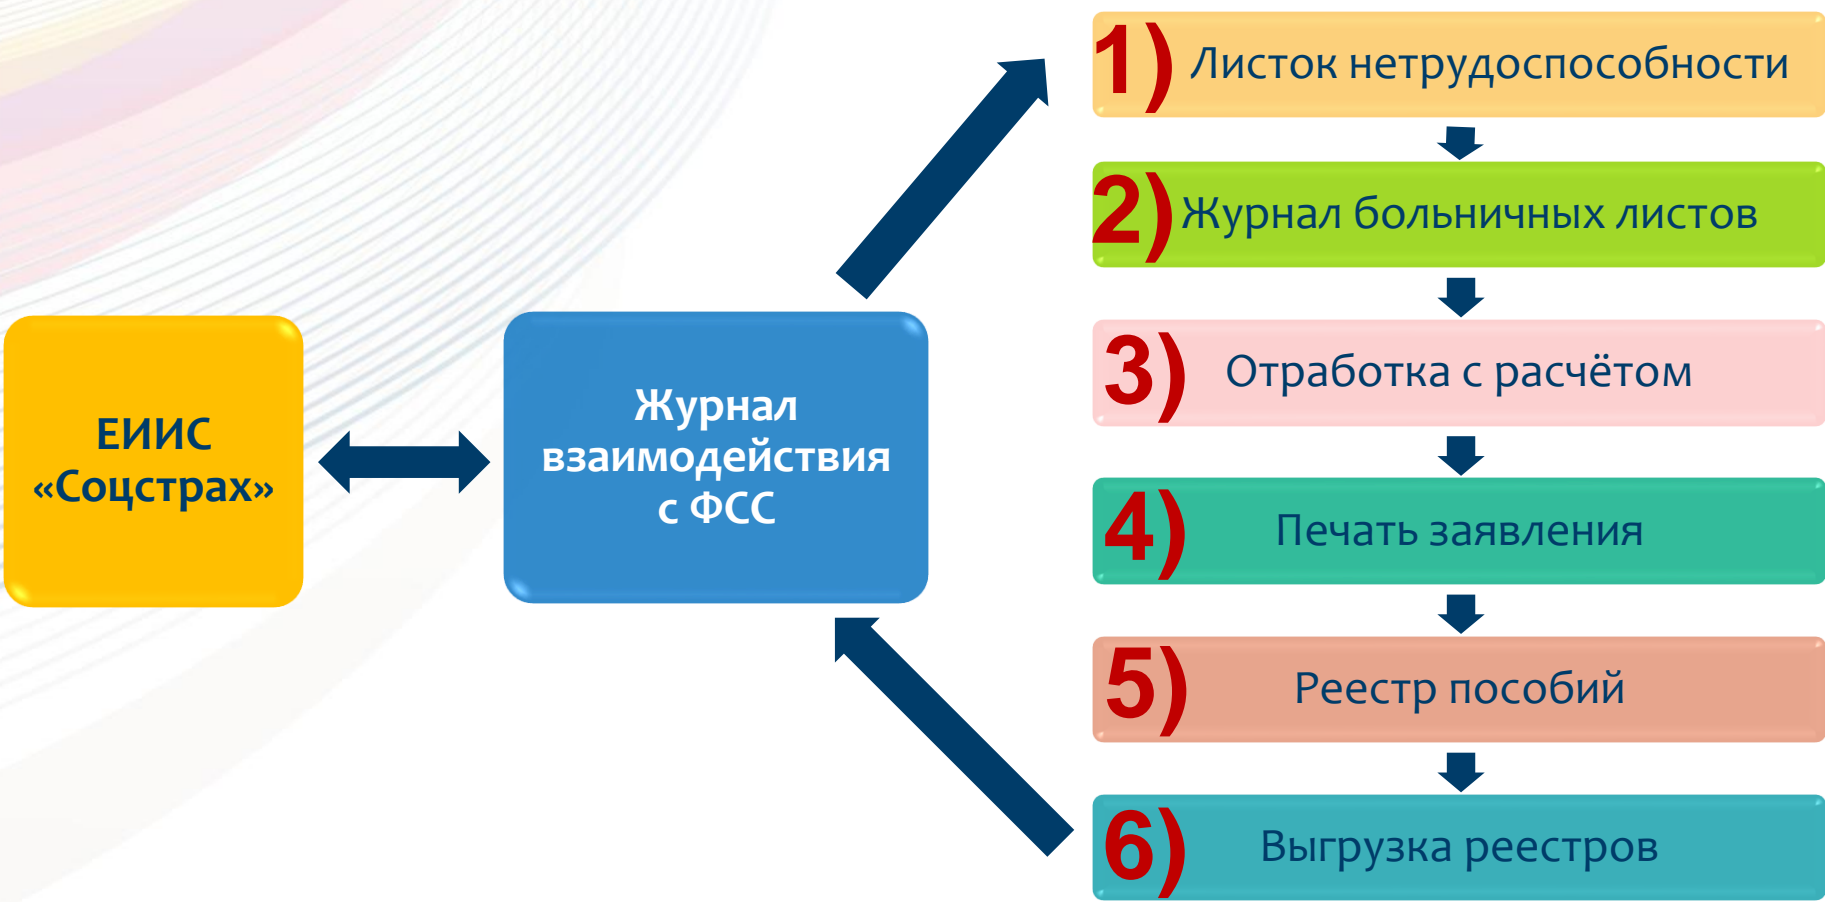 ЕИИС
«Соцстрах»
Журнал
взаимодействия
с ФСС
1) Листок нетрудоспособности
2) Журнал больничных листов
3) Отработка с расчётом
4) Печать заявления
5) Реестр пособий
6) Выгрузка реестров